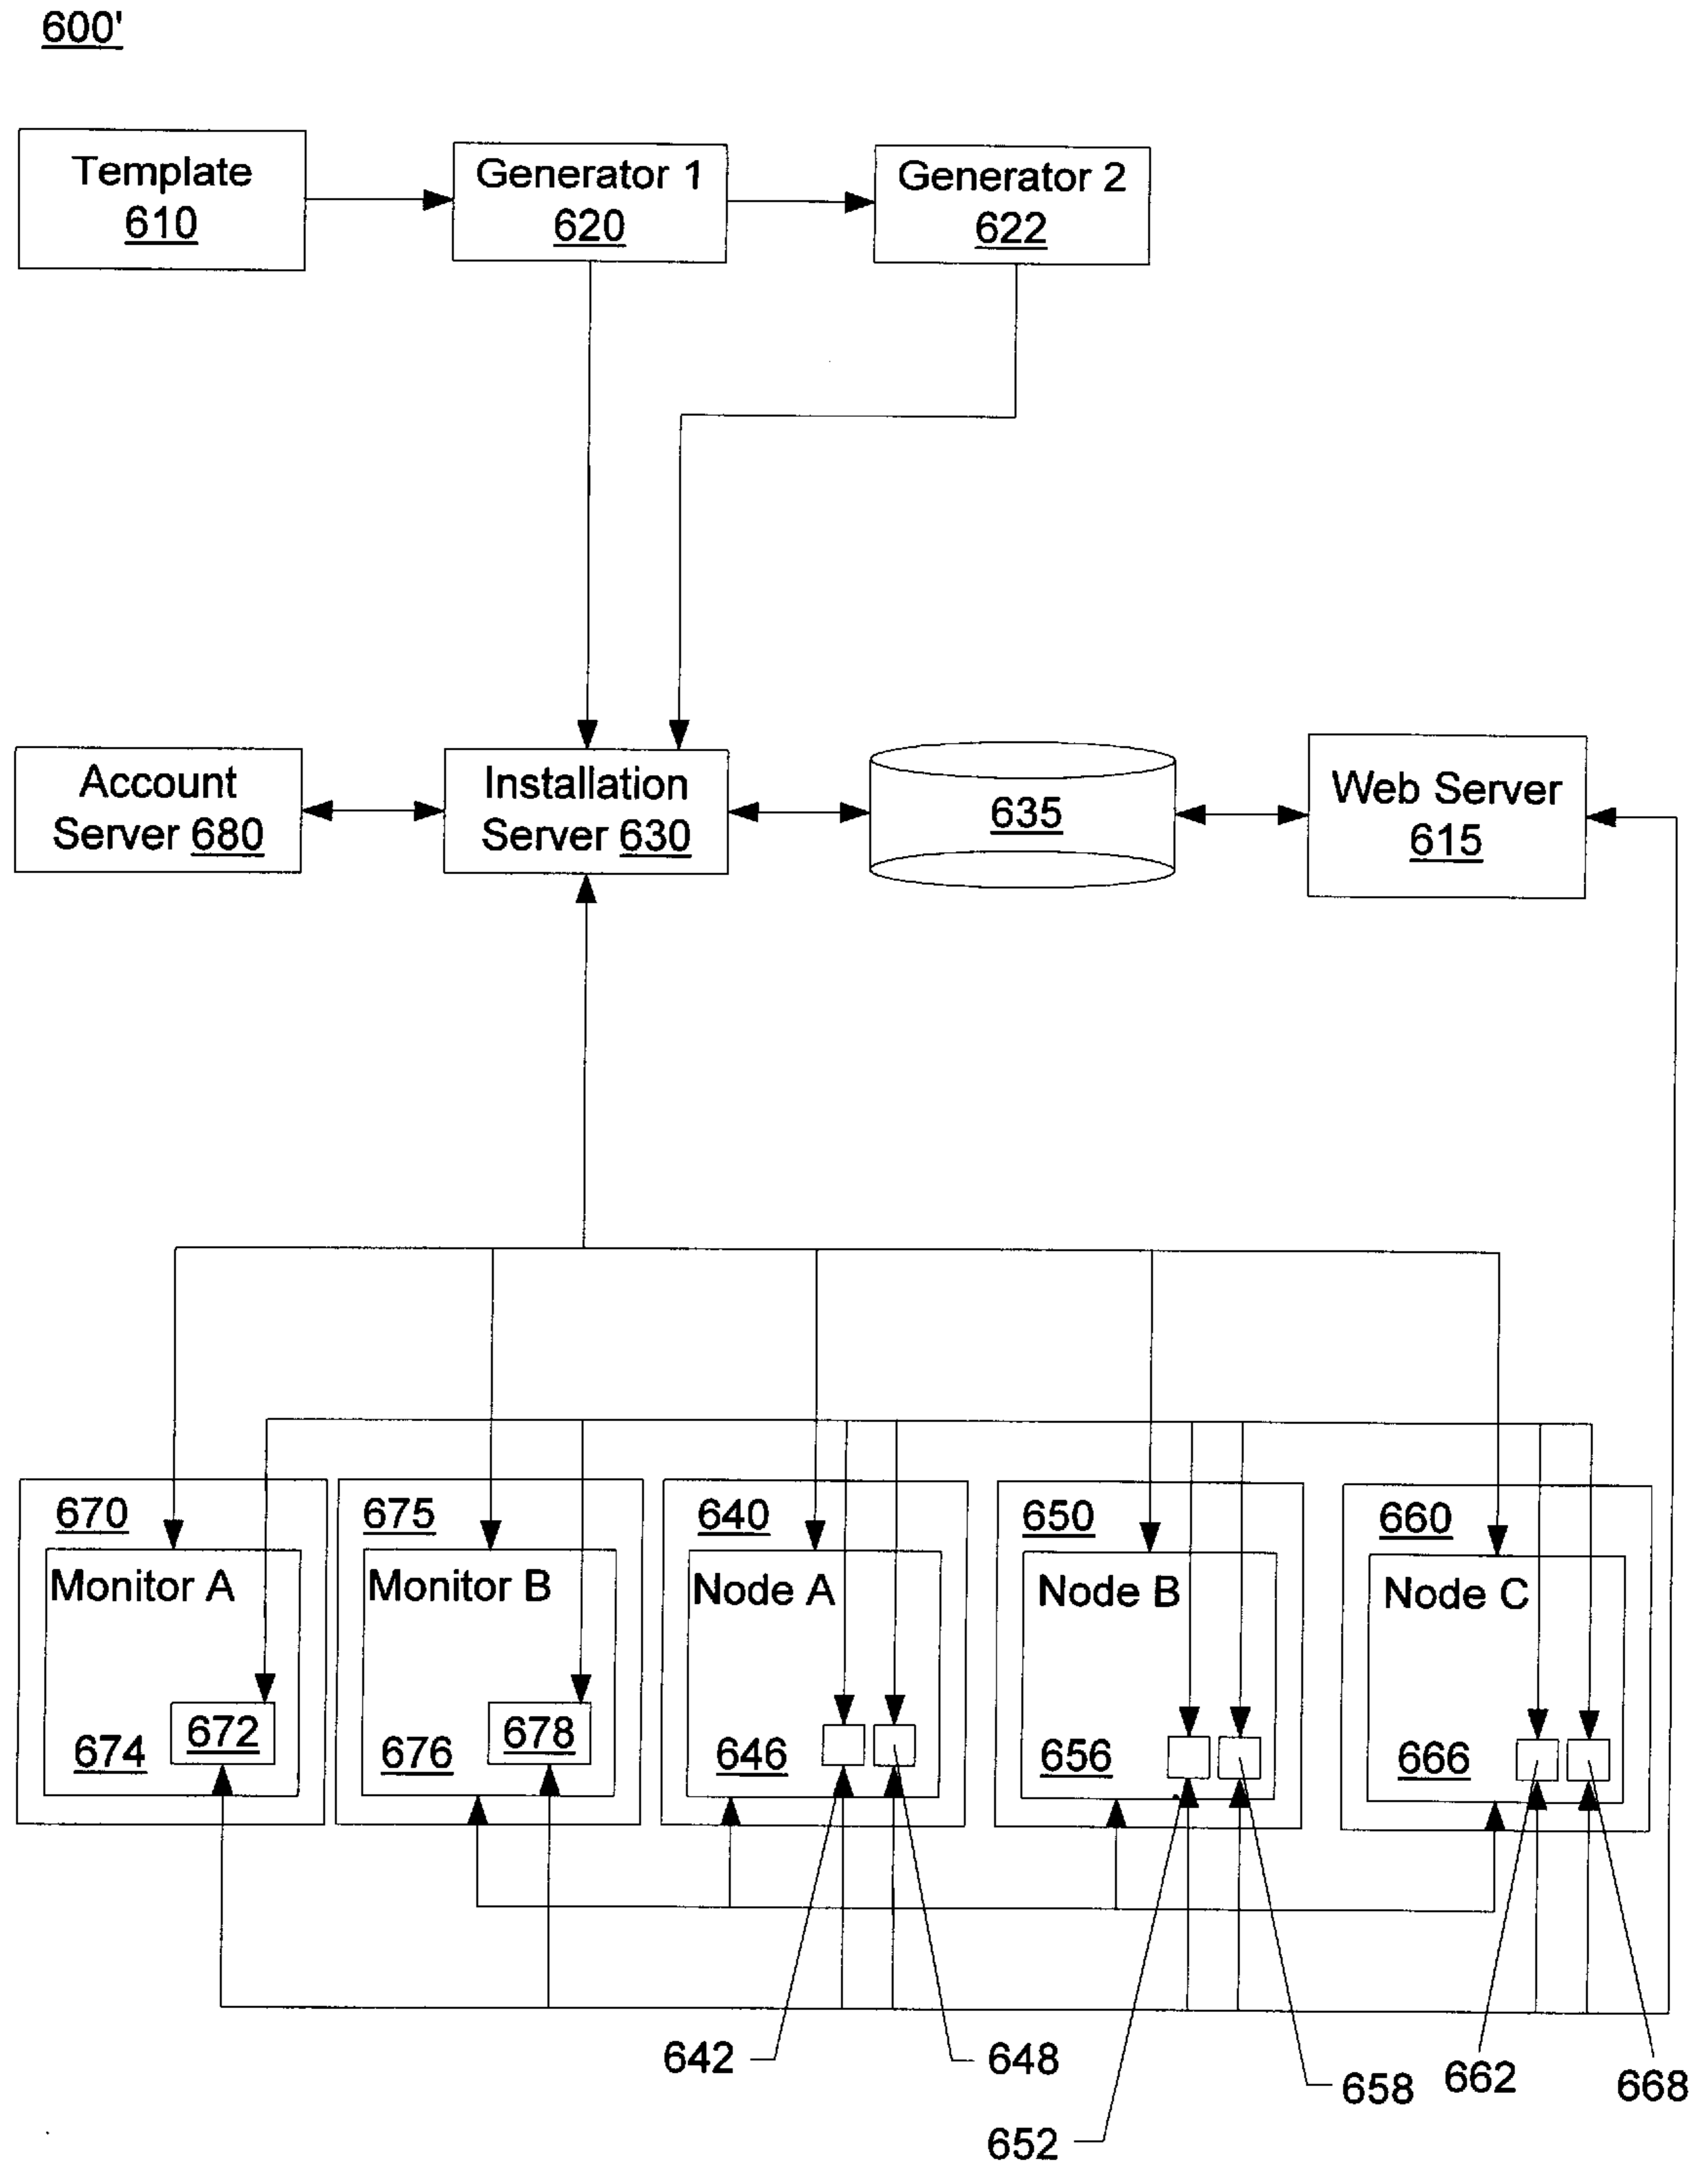 600'
Template
610
Generator 1
620
Generator 2
622
Account
Server 680
Installation
Server 630
635
Web Server
615
670
Monitor A
672
674
675
Monitor B
678
676
640
Node A
646
650
Node B
656
660
Node C
666
642
648
652
658
662
668